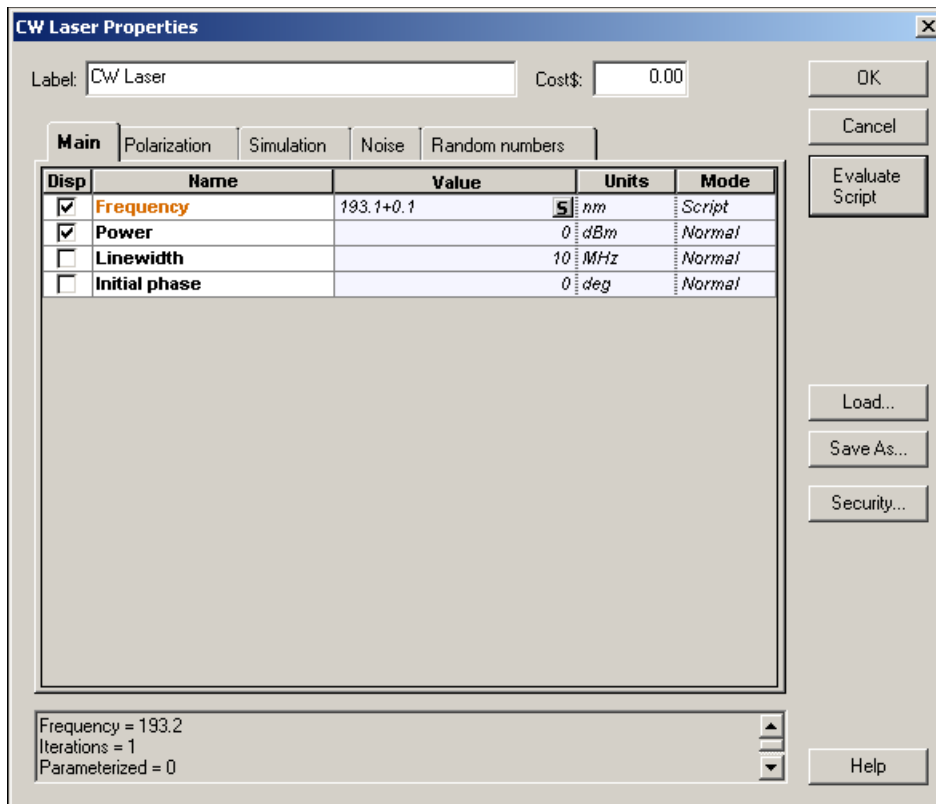 CW Laser Properties
Label: CW Laser Cost$: 0.00 OK
Cancel
Main Polarization Simulation Noise Random numbers
Evaluate Script
Disp Name Value Units Mode
Frequency 193.1+0.1 S nm Script
Power 0 dBm Normal
Linewidth 10 MHz Normal
Initial phase 0 deg Normal
Load...
Save As...
Security...
Frequency = 193.2
Iterations = 1
Parameterized = 0
Help